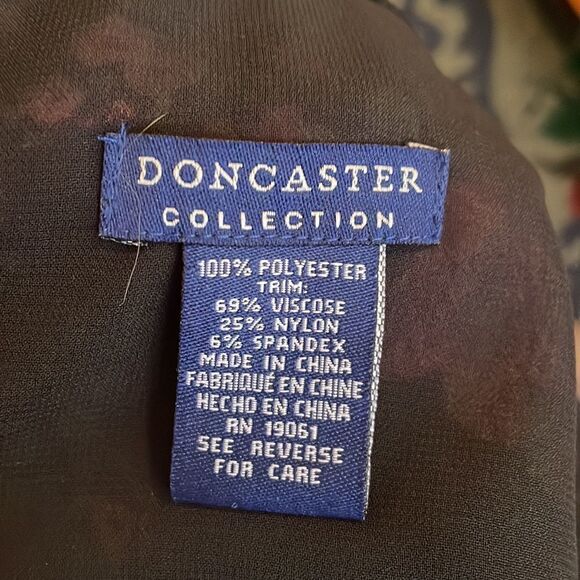 DONCASTER
COLLECTION
100% POLYESTER
TRIM:
69% VISCOSE
25% NYLON
6% SPANDEX
MADE IN CHINA
FABRIQUÉ EN CHINE
HECHO EN CHINA
RN 19061
SEE REVERSE
FOR CARE